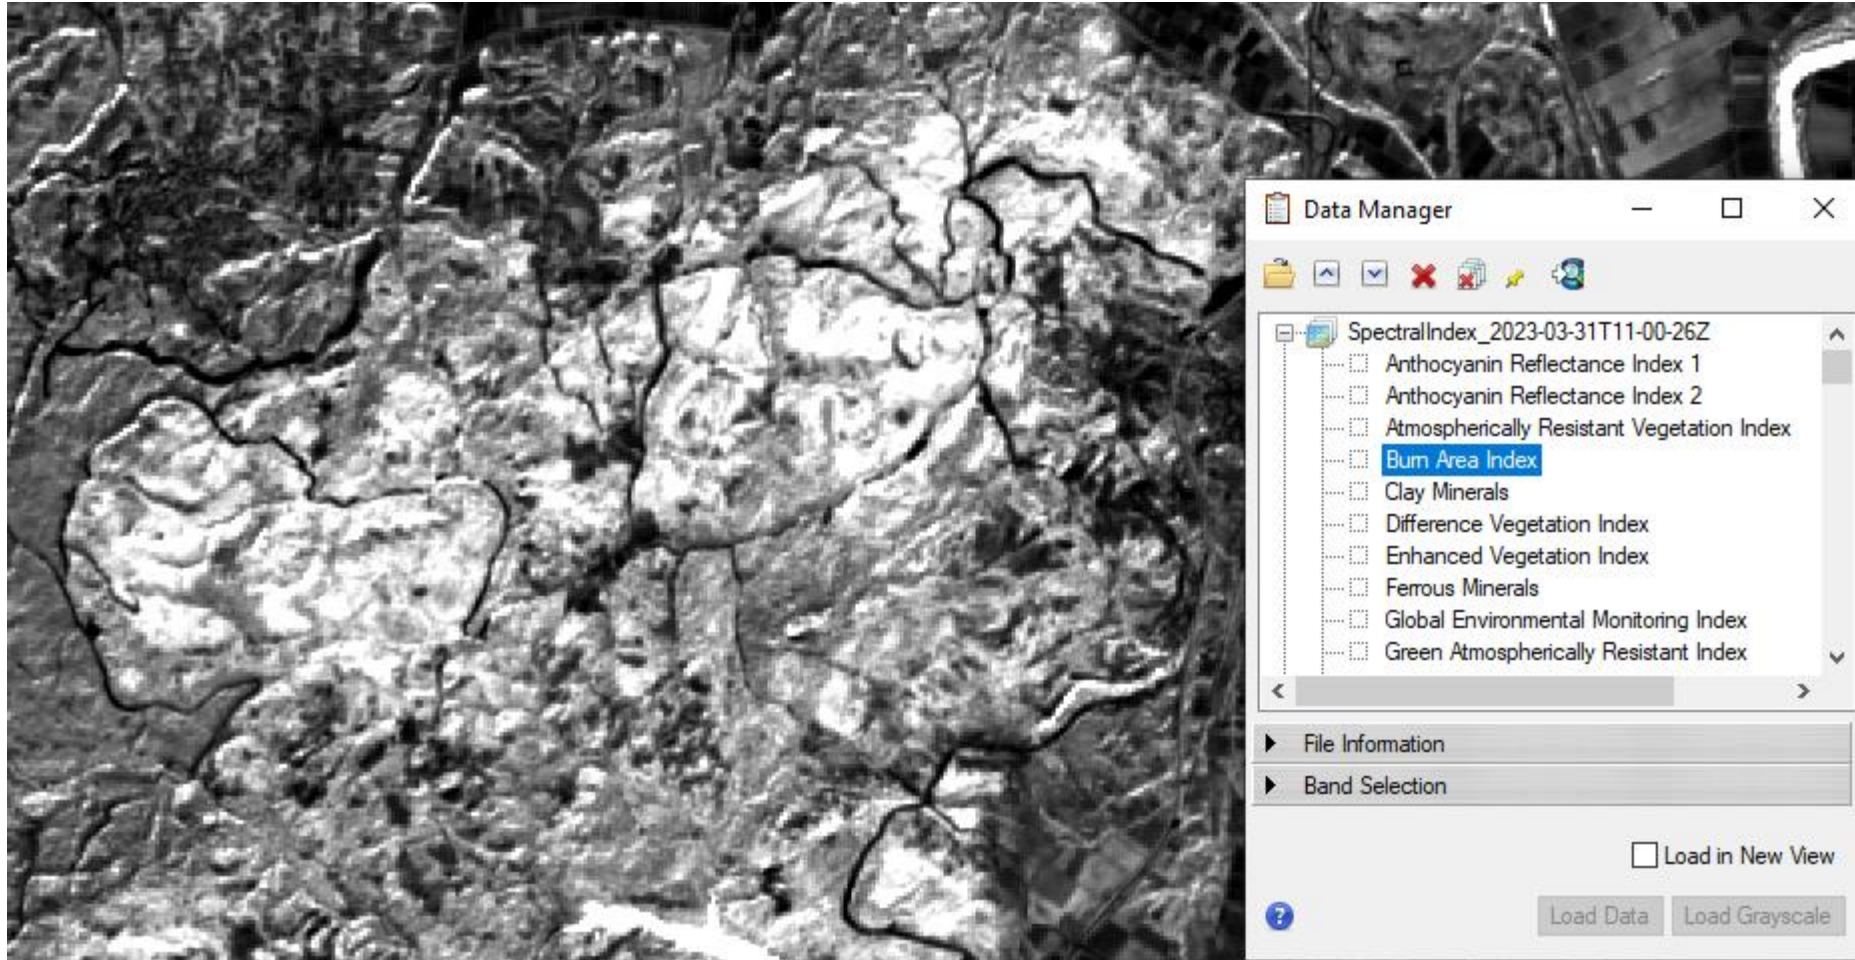 Data Manager
SpectralIndex_2023-03-31T11-00-26Z
Anthocyanin Reflectance Index 1
Anthocyanin Reflectance Index 2
Atmospherically Resistant Vegetation Index
Burn Area Index
Clay Minerals
Difference Vegetation Index
Enhanced Vegetation Index
Ferrous Minerals
Global Environmental Monitoring Index
Green Atmospherically Resistant Index
File Information
Band Selection
Load in New View
? Load Data Load Grayscale